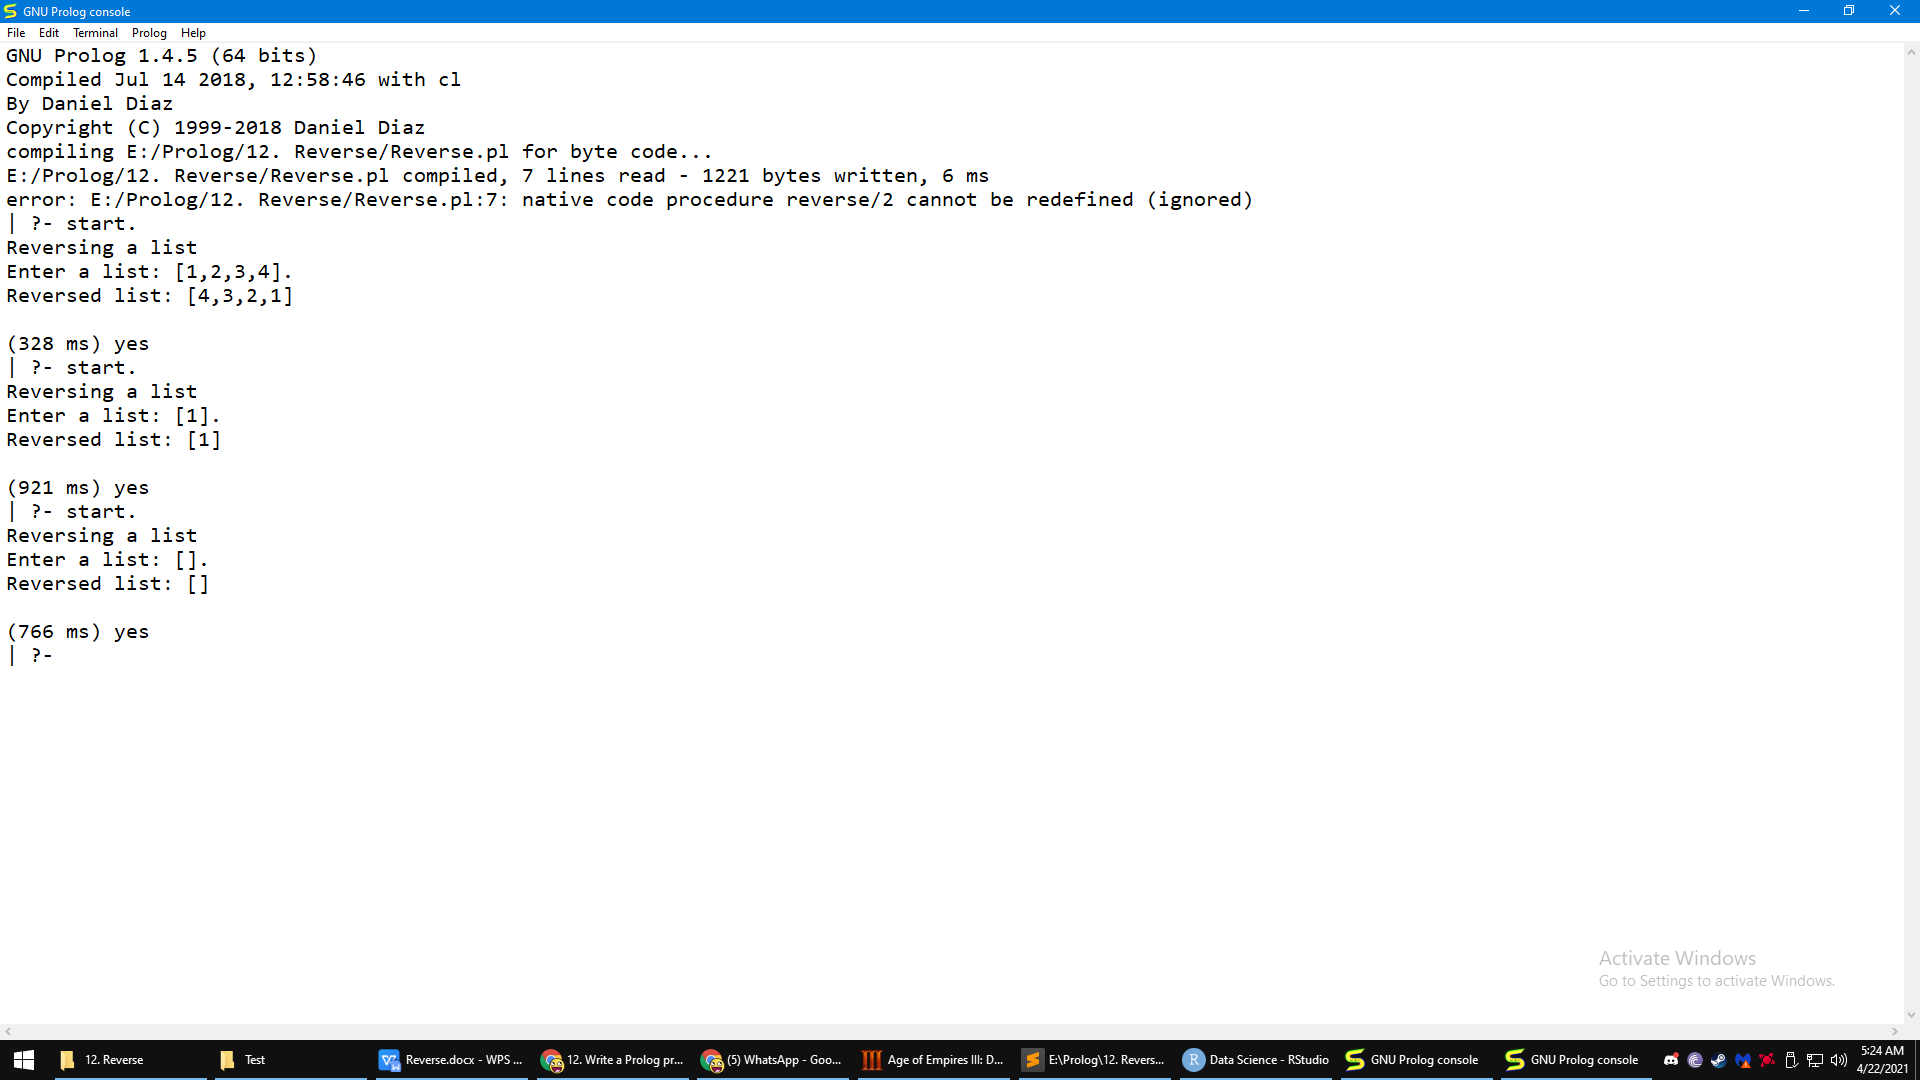 GNU Prolog console
File Edit Terminal Prolog Help
GNU Prolog 1.4.5 (64 bits)
Compiled Jul 14 2018, 12:58:46 with cl
By Daniel Diaz
Copyright (C) 1999-2018 Daniel Diaz
compiling E:/Prolog/12. Reverse/Reverse.pl for byte code...
E:/Prolog/12. Reverse/Reverse.pl compiled, 7 lines read - 1221 bytes written, 6 ms
error: E:/Prolog/12. Reverse/Reverse.pl:7: native code procedure reverse/2 cannot be redefined (ignored)
| ?- start.
Reversing a list
Enter a list: [1,2,3,4].
Reversed list: [4,3,2,1]
(328 ms) yes
| ?- start.
Reversing a list
Enter a list: [1].
Reversed list: [1]
(921 ms) yes
| ?- start.
Reversing a list
Enter a list: [].
Reversed list: []
(766 ms) yes
| ?-
Activate Windows
Go to Settings to activate Windows.
12. Reverse Test Reverse.docx - WPS ... 12. Write a Prolog pr... (5) WhatsApp - Goo... Age of Empires III: D... E:\Prolog\12. Revers... Data Science - RStudio GNU Prolog console GNU Prolog console 5:24 AM
4/22/2021